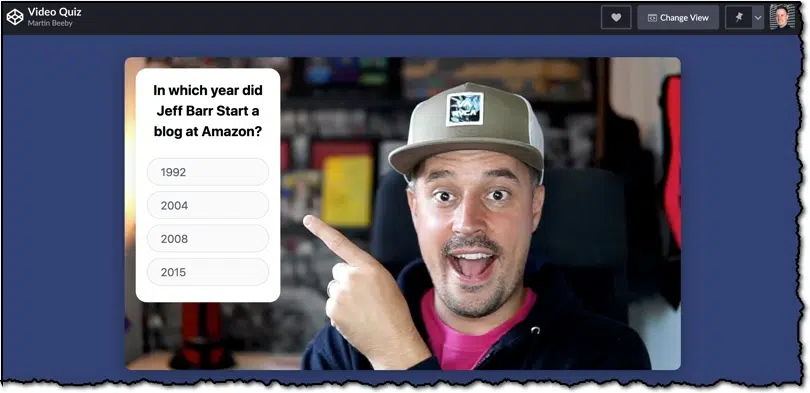 Video Quiz
Martin Beeby
Change View
In which year did
Jeff Barr Start a
blog at Amazon?
1992
2004
2008
2015